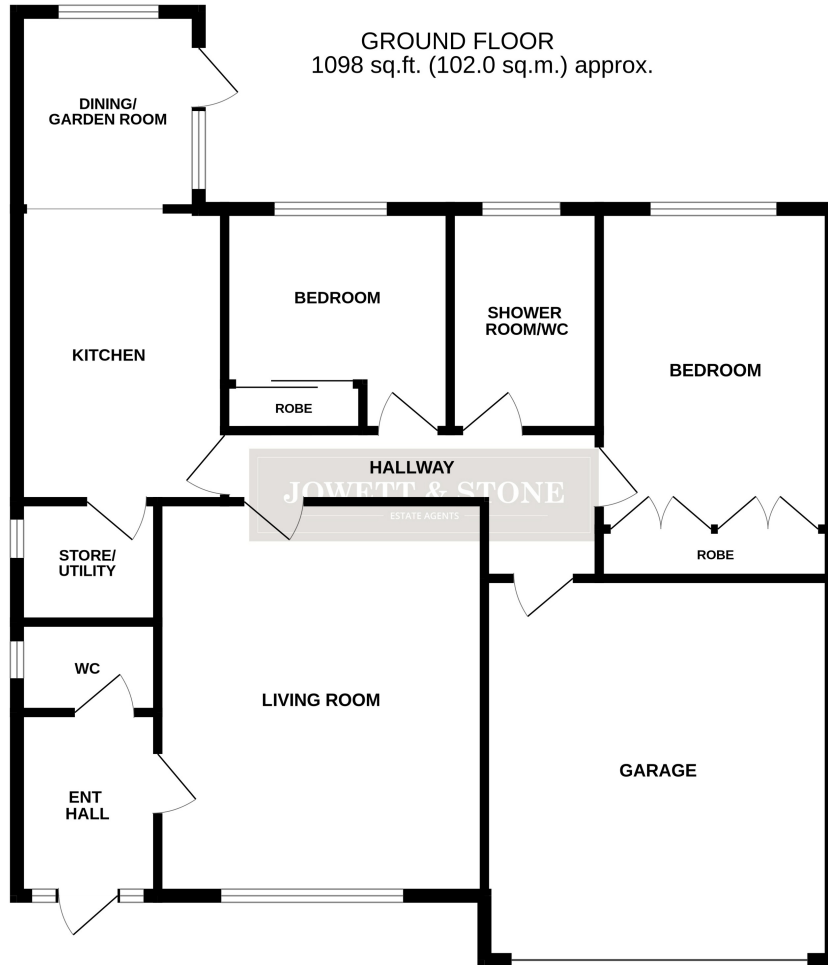 GROUND FLOOR
1098 sq.ft. (102.0 sq.m.) approx.
DINING/
GARDEN ROOM
BEDROOM
SHOWER
ROOM/WC
KITCHEN
BEDROOM
ROBE
HALLWAY
JOWETT & STONE
ESTATE AGENTS
STORE/
UTILITY
ROBE
WC
LIVING ROOM
GARAGE
ENT
HALL